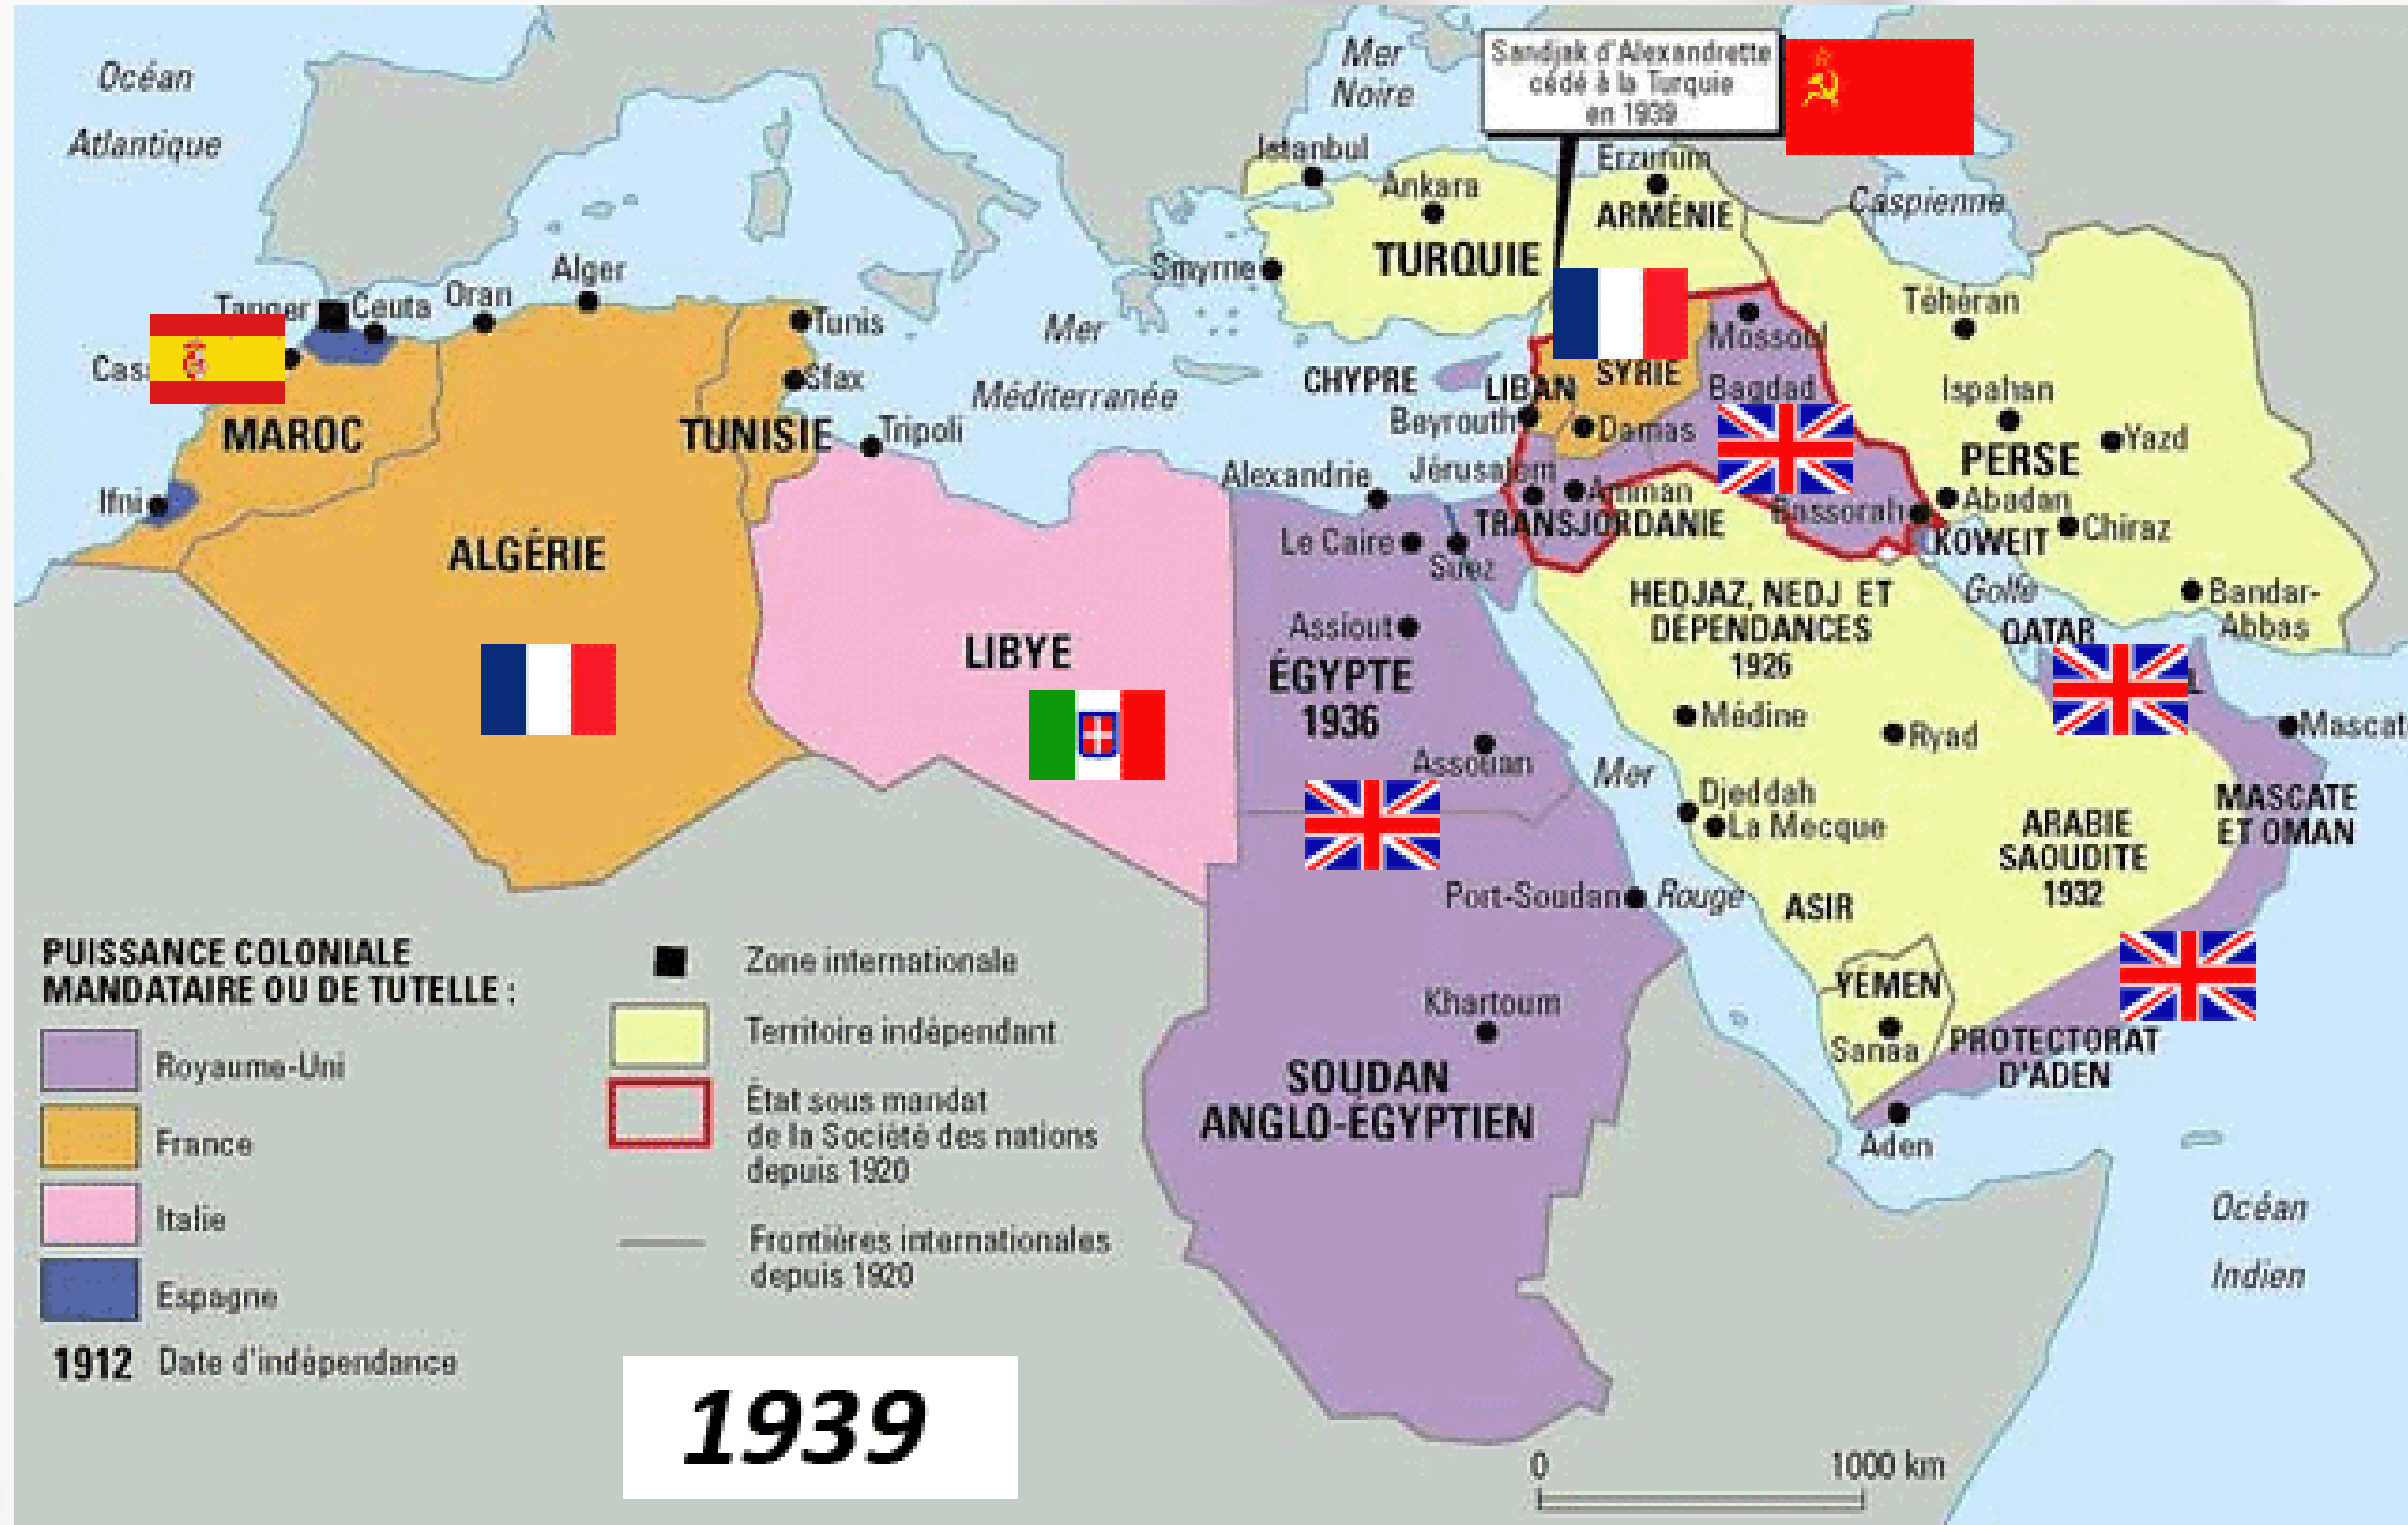 Océan
Atlantique
Mer
Noire
Sandjak d'Alexandrette
cédé à la Turquie
en 1939
Istanbul
Ankara
Erzurum
ARMÉNIE
TURQUIE
Smyrne
Caspienne
Téhéran
Tanger
Ceuta
Oran
Alger
Tunis
Sfax
MAROC
Ifni
ALGÉRIE
TUNISIE
Tripoli
Mer
Méditerranée
CHYPRE
LIBAN
Beyrouth
SYRIE
Damas
Mossoul
Bagdad
Ispahan
PERSE
Yazd
Abadan
Chiraz
Bandar-
Abbas
Alexandrie
Jérusalem
Amman
TRANSJORDANIE
Bassorah
KOWEIT
Golfe
QATAR
Le Caire
Suez
LIBYE
Assiout
ÉGYPTE
1936
Assouan
HEDJAZ, NEDJ ET
DÉPENDANCES
1926
Médine
Ryad
Mer
Rouge
Djeddah
La Mecque
ARABIE
SAOUDITE
1932
MASCATE
ET OMAN
Port-Soudan
ASIR
YÉMEN
Sanaa
PROTECTORAT
D'ADEN
Aden
Khartoum
SOUDAN
ANGLO-ÉGYPTIEN
Océan
Indien
PUISSANCE COLONIALE
MANDATAIRE OU DE TUTELLE :
Royaume-Uni
France
Italie
Espagne
1912 Date d'indépendance
Zone internationale
Territoire indépendant
État sous mandat
de la Société des nations
depuis 1920
Frontières internationales
depuis 1920
1939
0 1000 km